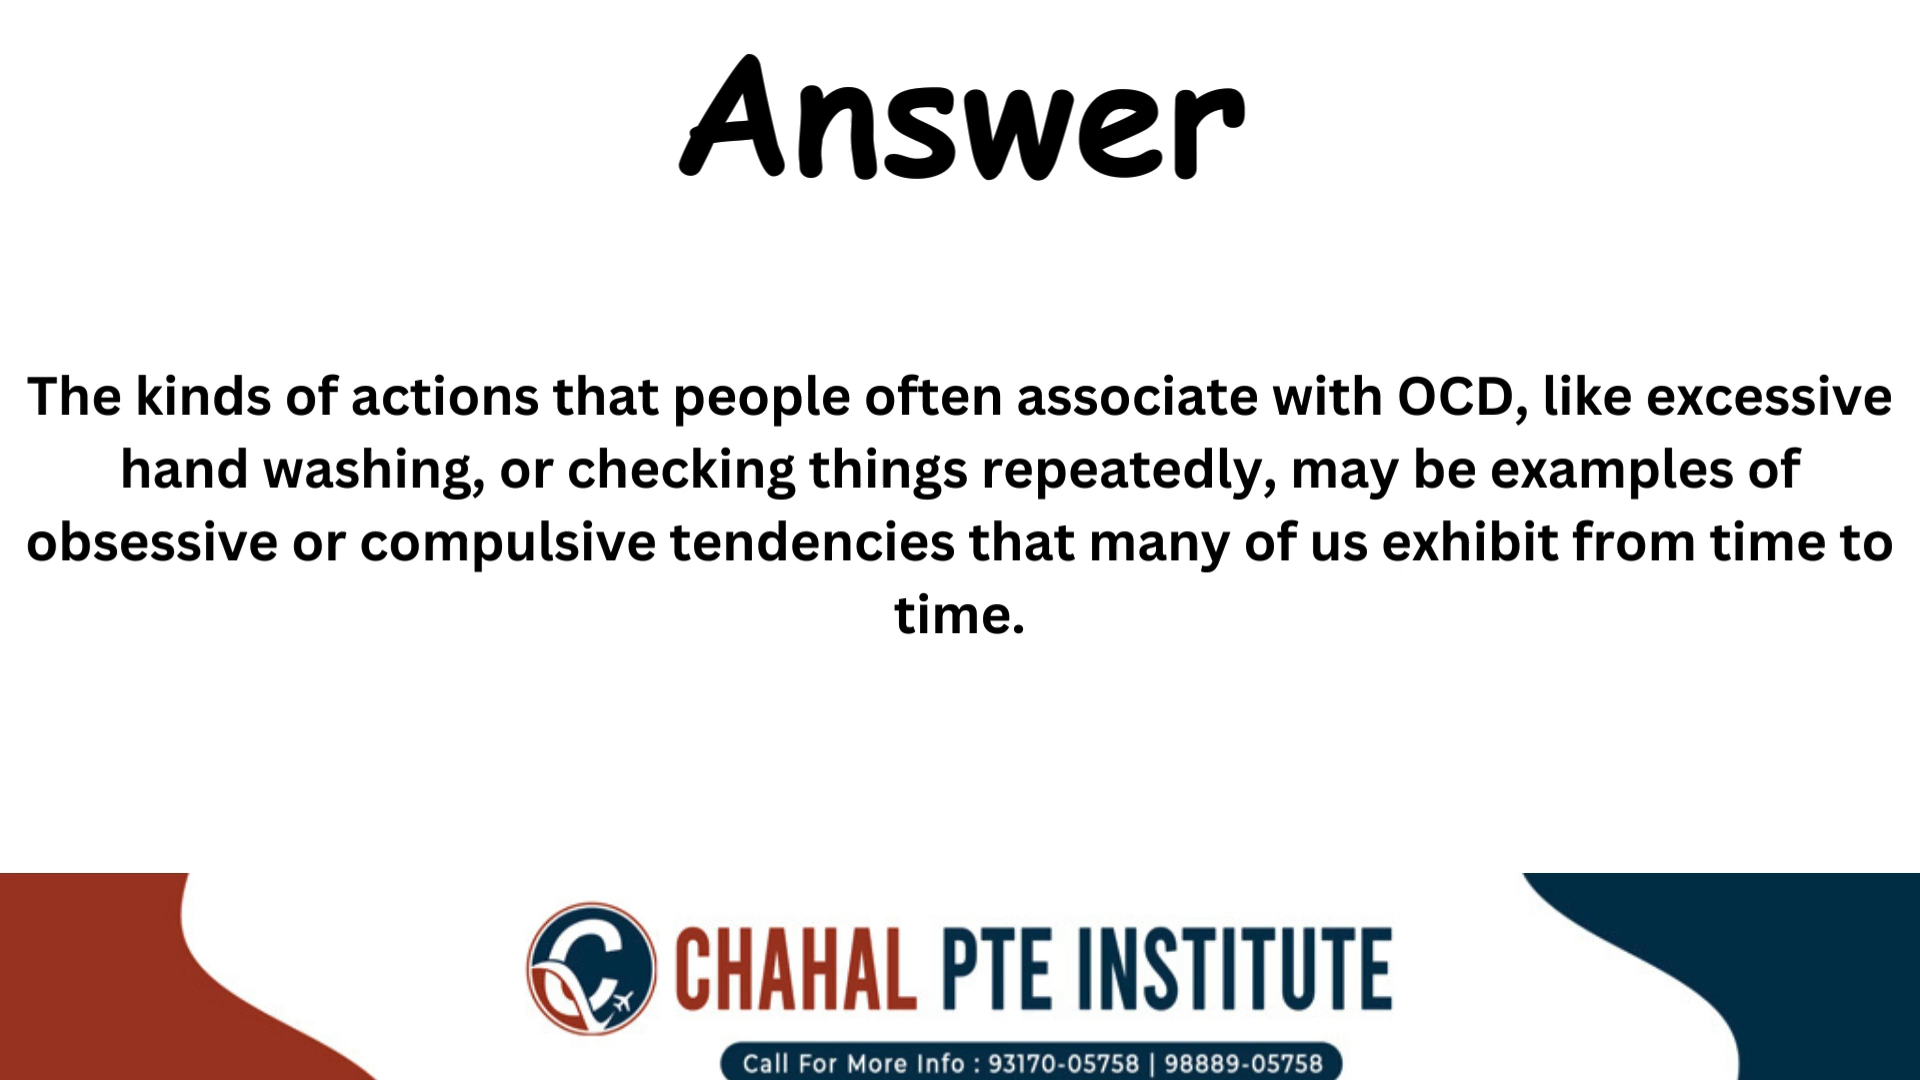 Answer
The kinds of actions that people often associate with OCD, like excessive
hand washing, or checking things repeatedly, may be examples of
obsessive or compulsive tendencies that many of us exhibit from time to
time.
CHAHAL PTE INSTITUTE
Call For More Info : 93170-05758 | 98889-05758